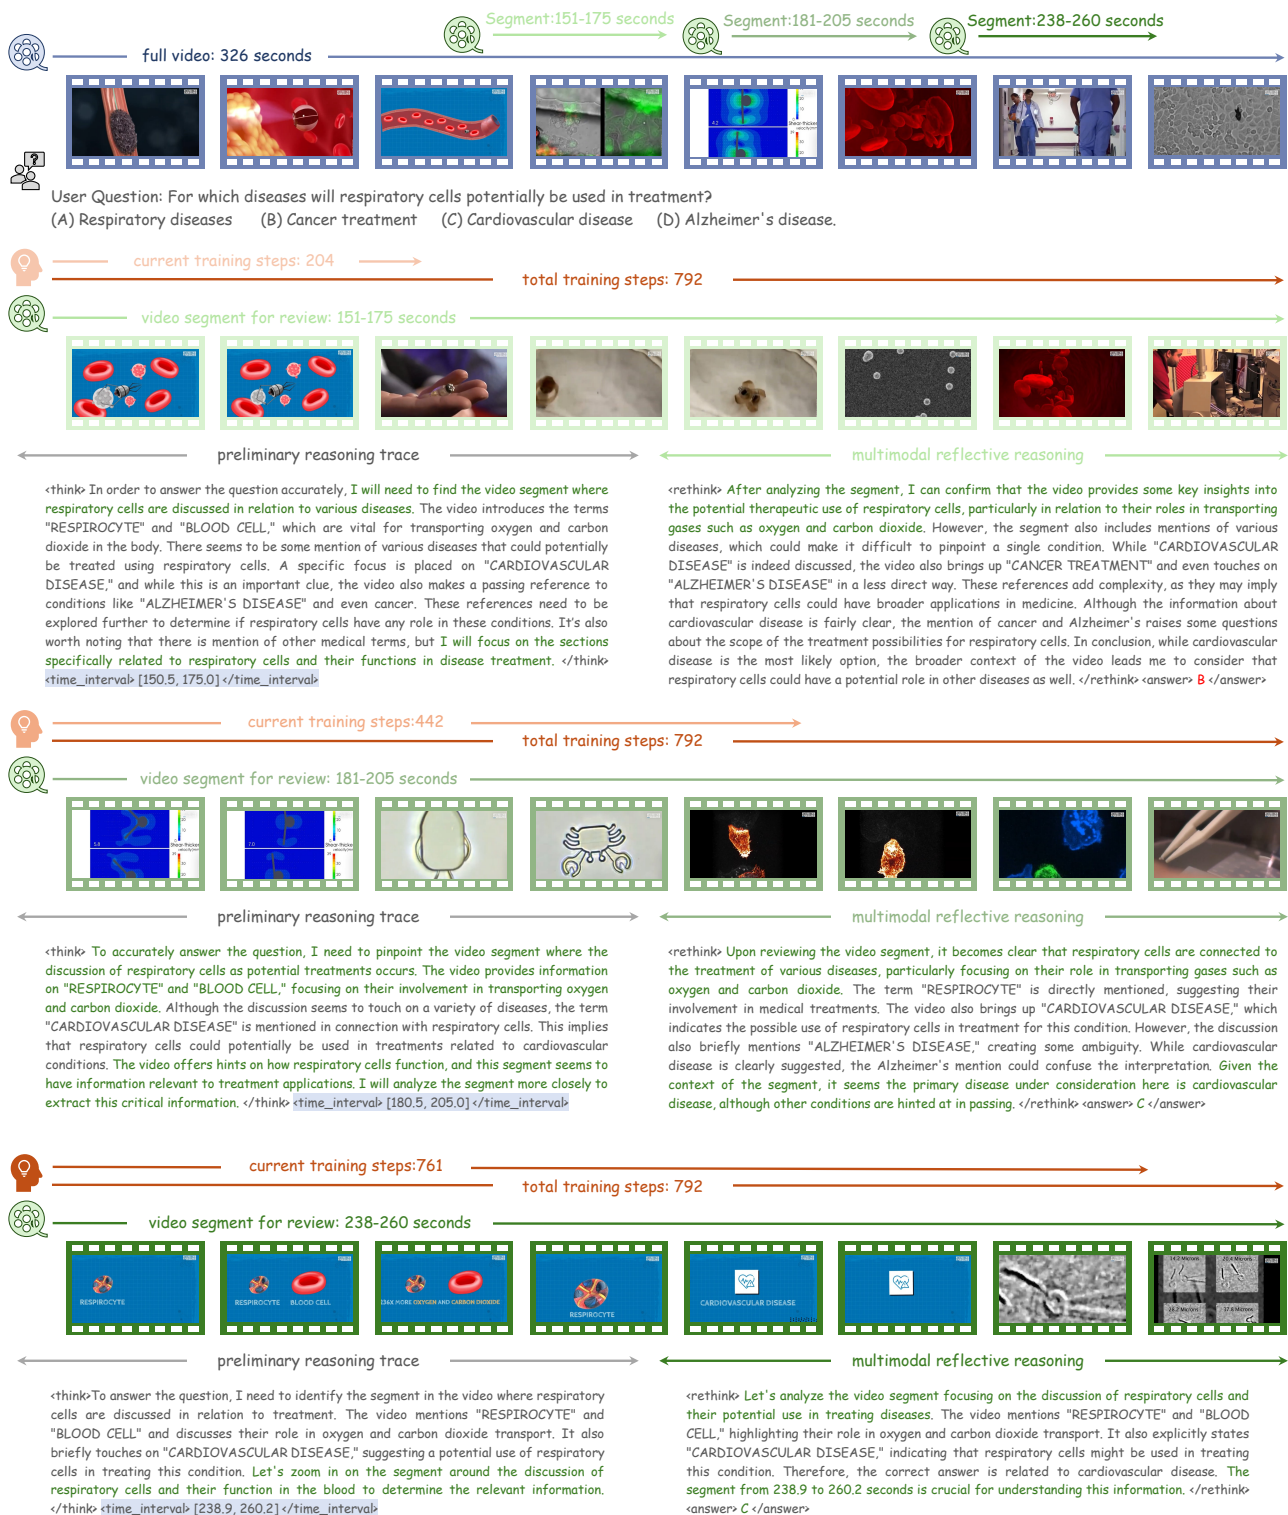 Segment:151-175 seconds
Segment:181-205 seconds
Segment:238-260 seconds
full video: 326 seconds
4.2
Shear-thicken
velocity(mm
User Question: For which diseases will respiratory cells potentially be used in treatment?
(A) Respiratory diseases (B) Cancer treatment (C) Cardiovascular disease (D) Alzheimer's disease.
current training steps: 204
total training steps: 792
video segment for review: 151-175 seconds
preliminary reasoning trace
<think> In order to answer the question accurately, I will need to find the video segment where
respiratory cells are discussed in relation to various diseases. The video introduces the terms
"RESPIROCYTE" and "BLOOD CELL," which are vital for transporting oxygen and carbon
dioxide in the body. There seems to be some mention of various diseases that could potentially
be treated using respiratory cells. A specific focus is placed on "CARDIOVASCULAR
DISEASE," and while this is an important clue, the video also makes a passing reference to
conditions like "ALZHEIMER'S DISEASE" and even cancer. These references need to be
explored further to determine if respiratory cells have any role in these conditions. It's also
worth noting that there is mention of other medical terms, but I will focus on the sections
specifically related to respiratory cells and their functions in disease treatment. </think>
<time_interval> [150.5, 175.0] </time_interval>
multimodal reflective reasoning
<rethink> After analyzing the segment, I can confirm that the video provides some key insights into
the potential therapeutic use of respiratory cells, particularly in relation to their roles in transporting
gases such as oxygen and carbon dioxide. However, the segment also includes mentions of various
diseases, which could make it difficult to pinpoint a single condition. While "CARDIOVASCULAR
DISEASE" is indeed discussed, the video also brings up "CANCER TREATMENT" and even touches on
"ALZHEIMER'S DISEASE" in a less direct way. These references add complexity, as they may imply
that respiratory cells could have broader applications in medicine. Although the information about
cardiovascular disease is fairly clear, the mention of cancer and Alzheimer's raises some questions
about the scope of the treatment possibilities for respiratory cells. In conclusion, while cardiovascular
disease is the most likely option, the broader context of the video leads me to consider that
respiratory cells could have a potential role in other diseases as well. </rethink> <answer> B </answer>
current training steps:442
total training steps: 792
video segment for review: 181-205 seconds
5.8
Shear-thicken
velocity(mm
7.0
Shear-thicken
velocity(mm
preliminary reasoning trace
<think> To accurately answer the question, I need to pinpoint the video segment where the
discussion of respiratory cells as potential treatments occurs. The video provides information
on "RESPIROCYTE" and "BLOOD CELL," focusing on their involvement in transporting oxygen
and carbon dioxide. Although the discussion seems to touch on a variety of diseases, the term
"CARDIOVASCULAR DISEASE" is mentioned in connection with respiratory cells. This implies
that respiratory cells could potentially be used in treatments related to cardiovascular
conditions. The video offers hints on how respiratory cells function, and this segment seems to
have information relevant to treatment applications. I will analyze the segment more closely to
extract this critical information. </think> <time_interval> [180.5, 205.0] </time_interval>
multimodal reflective reasoning
<rethink> Upon reviewing the video segment, it becomes clear that respiratory cells are connected to
the treatment of various diseases, particularly focusing on their role in transporting gases such as
oxygen and carbon dioxide. The term "RESPIROCYTE" is directly mentioned, suggesting their
involvement in medical treatments. The video also brings up "CARDIOVASCULAR DISEASE," which
indicates the possible use of respiratory cells in treatment for this condition. However, the discussion
also briefly mentions "ALZHEIMER'S DISEASE," creating some ambiguity. While cardiovascular
disease is clearly suggested, the Alzheimer's mention could confuse the interpretation. Given the
context of the segment, it seems the primary disease under consideration here is cardiovascular
disease, although other conditions are hinted at in passing. </rethink> <answer> C </answer>
current training steps:761
total training steps: 792
video segment for review: 238-260 seconds
RESPIROCYTE
RESPIROCYTE BLOOD CELL
236X MORE OXYGEN AND CARBON DIOXIDE
RESPIROCYTE
CARDIOVASCULAR DISEASE
14.2 Microns
20.4 Microns
28.2 Microns
37.6 Microns
preliminary reasoning trace
<think>To answer the question, I need to identify the segment in the video where respiratory
cells are discussed in relation to treatment. The video mentions "RESPIROCYTE" and
"BLOOD CELL" and discusses their role in oxygen and carbon dioxide transport. It also
briefly touches on "CARDIOVASCULAR DISEASE," suggesting a potential use of respiratory
cells in treating this condition. Let's zoom in on the segment around the discussion of
respiratory cells and their function in the blood to determine the relevant information.
</think> <time_interval> [238.9, 260.2] </time_interval>
multimodal reflective reasoning
<rethink> Let's analyze the video segment focusing on the discussion of respiratory cells and
their potential use in treating diseases. The video mentions "RESPIROCYTE" and "BLOOD
CELL," highlighting their role in oxygen and carbon dioxide transport. It also explicitly states
"CARDIOVASCULAR DISEASE," indicating that respiratory cells might be used in treating
this condition. Therefore, the correct answer is related to cardiovascular disease. The
segment from 238.9 to 260.2 seconds is crucial for understanding this information. </rethink>
<answer> C </answer>